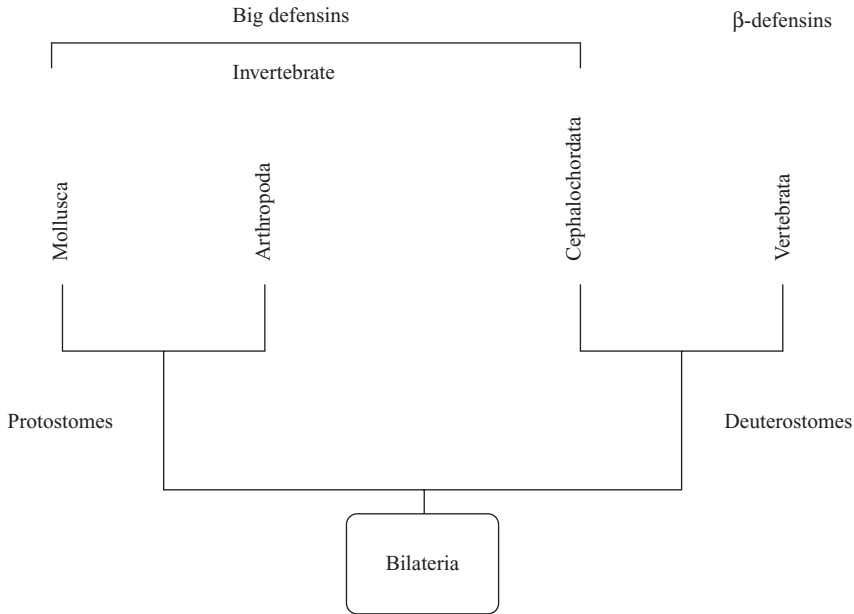 Big defensins
β-defensins
Invertebrate
Mollusca
Arthropoda
Cephalochordata
Vertebrata
Protostomes
Deuterostomes
Bilateria